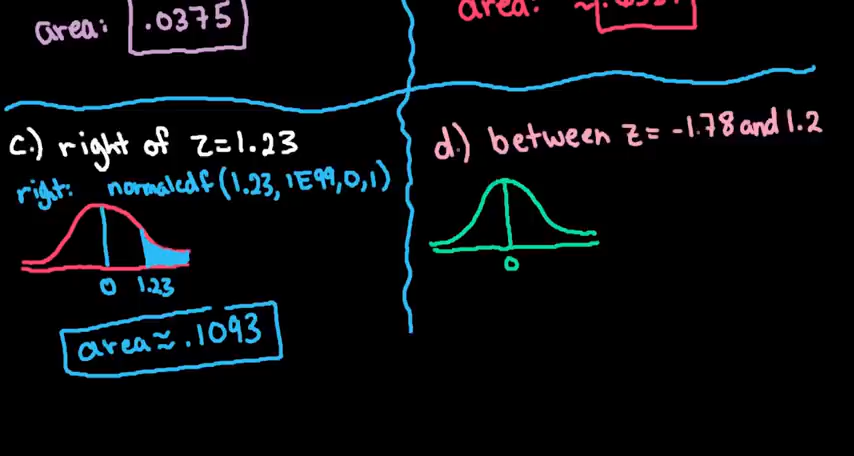 area: .0375
area: ≈
c.) right of z=1.23
right: normalcdf(1.23, 1E99,0,1)
0 1.23
area≈.1093
d.) between z= -1.78 and 1.2
0